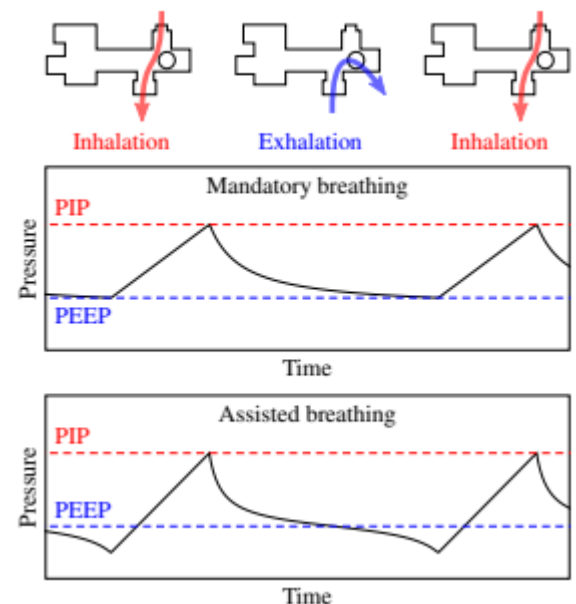 Inhalation Exhalation Inhalation
Mandatory breathing
PIP
Pressure
PEEP
Time
Assisted breathing
PIP
Pressure
PEEP
Time